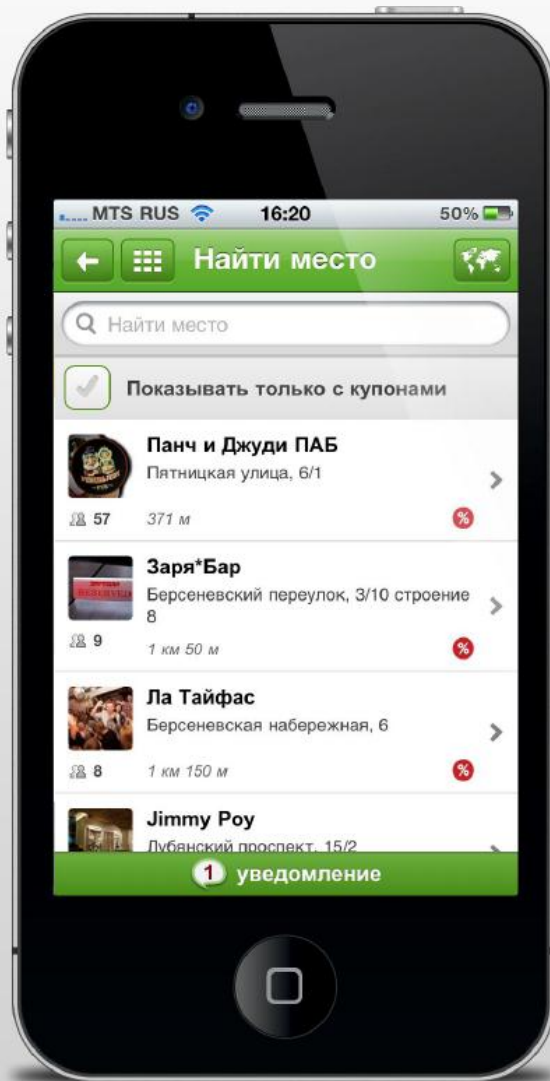 MTS RUS 16:20 50%
Найти место
Найти место
Показывать только с купонами
Панч и Джуди ПАБ
Пятницкая улица, 6/1
57 371 м %
Заря*Бар
Берсеневский переулок, 3/10 строение
8
9 1 км 50 м %
Ла Тайфас
Берсеневская набережная, 6
8 1 км 150 м %
Jimmy Poy
Лубянский проспект, 15/2
1 уведомление